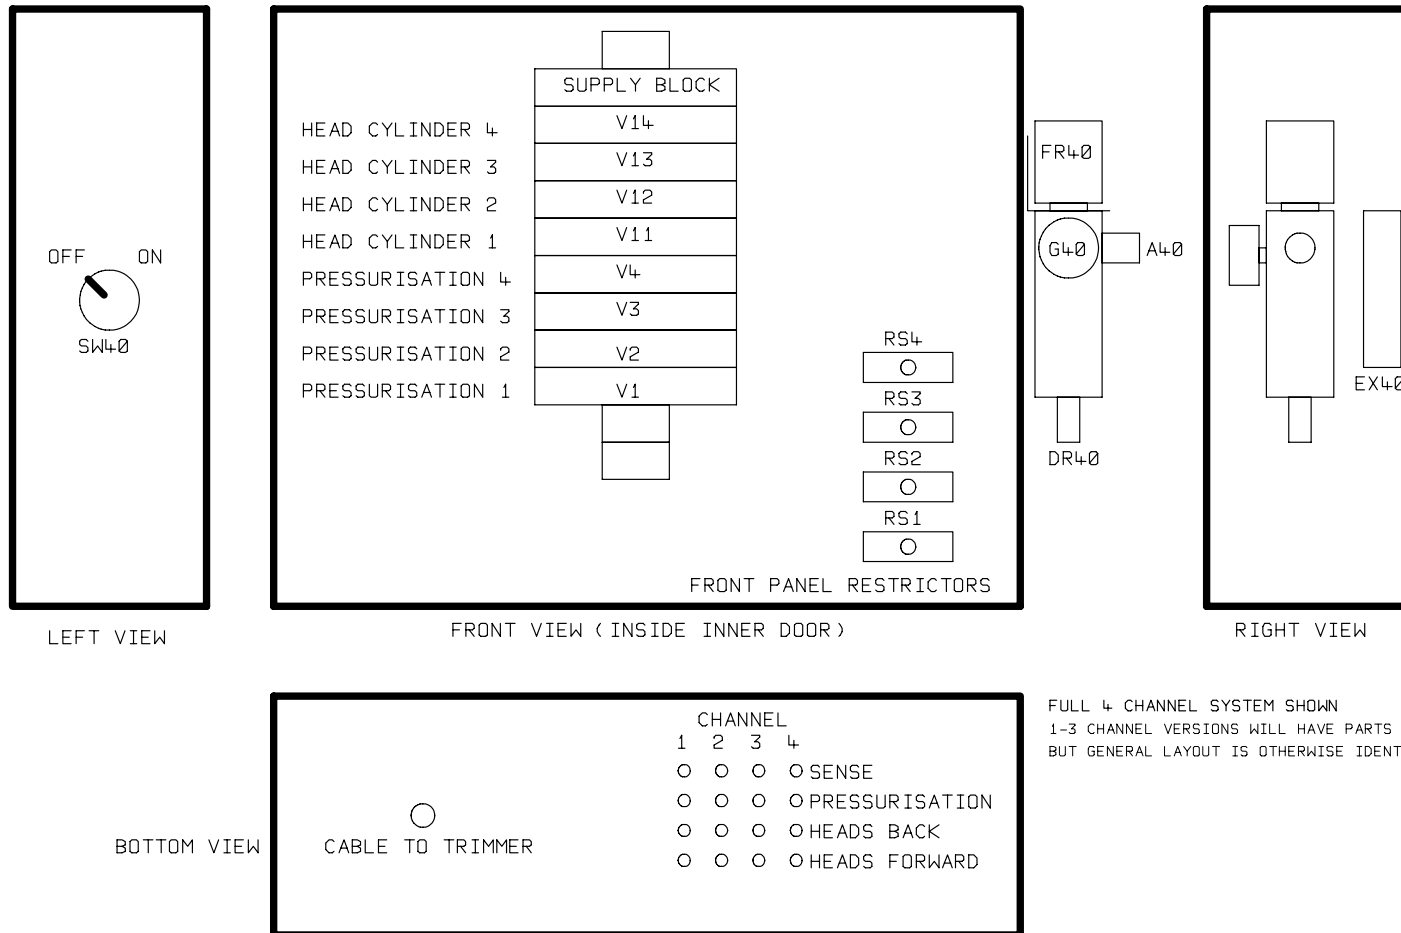 SUPPLY BLOCK
HEAD CYLINDER 4 V14
HEAD CYLINDER 3 V13
HEAD CYLINDER 2 V12
HEAD CYLINDER 1 V11
PRESSURISATION 4 V4
PRESSURISATION 3 V3
PRESSURISATION 2 V2
PRESSURISATION 1 V1
OFF ON
SW40
LEFT VIEW
RS4
RS3
RS2
RS1
FRONT PANEL RESTRICTORS
FRONT VIEW (INSIDE INNER DOOR)
FR40
G40 A40
DR40
EX40
RIGHT VIEW
CHANNEL
1 2 3 4
SENSE
PRESSURISATION
HEADS BACK
HEADS FORWARD
CABLE TO TRIMMER
BOTTOM VIEW
FULL 4 CHANNEL SYSTEM SHOWN
1-3 CHANNEL VERSIONS WILL HAVE PARTS
BUT GENERAL LAYOUT IS OTHERWISE IDENT